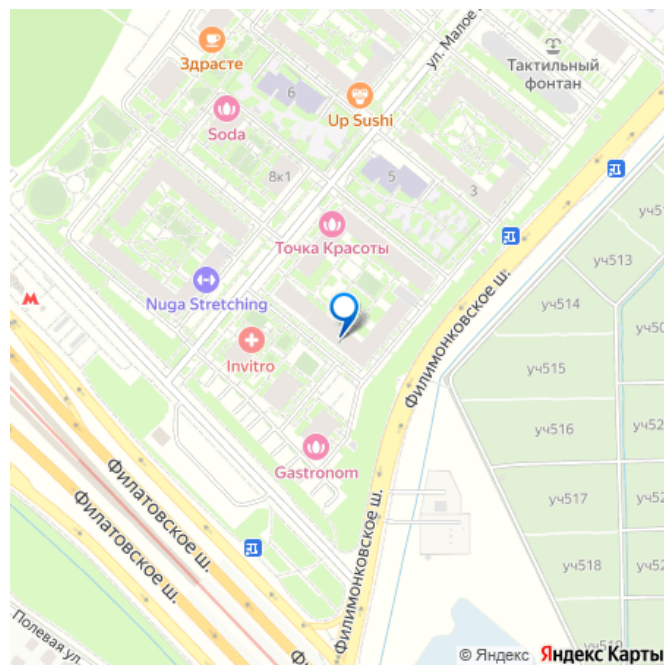 Здрасте
ул. Малое
Тактильный
фонтан
6
Up Sushi
Soda
8к1
5
3
Точка Красоты
уч513
Nuga Stretching
уч514
Филимонковское ш.
Invitro
уч515
уч516
Gastronom
уч517
Филатовское ш.
Филатовское ш.
Филимонковское ш.
уч518
Полевая ул.
© Яндекс Яндекс Карты